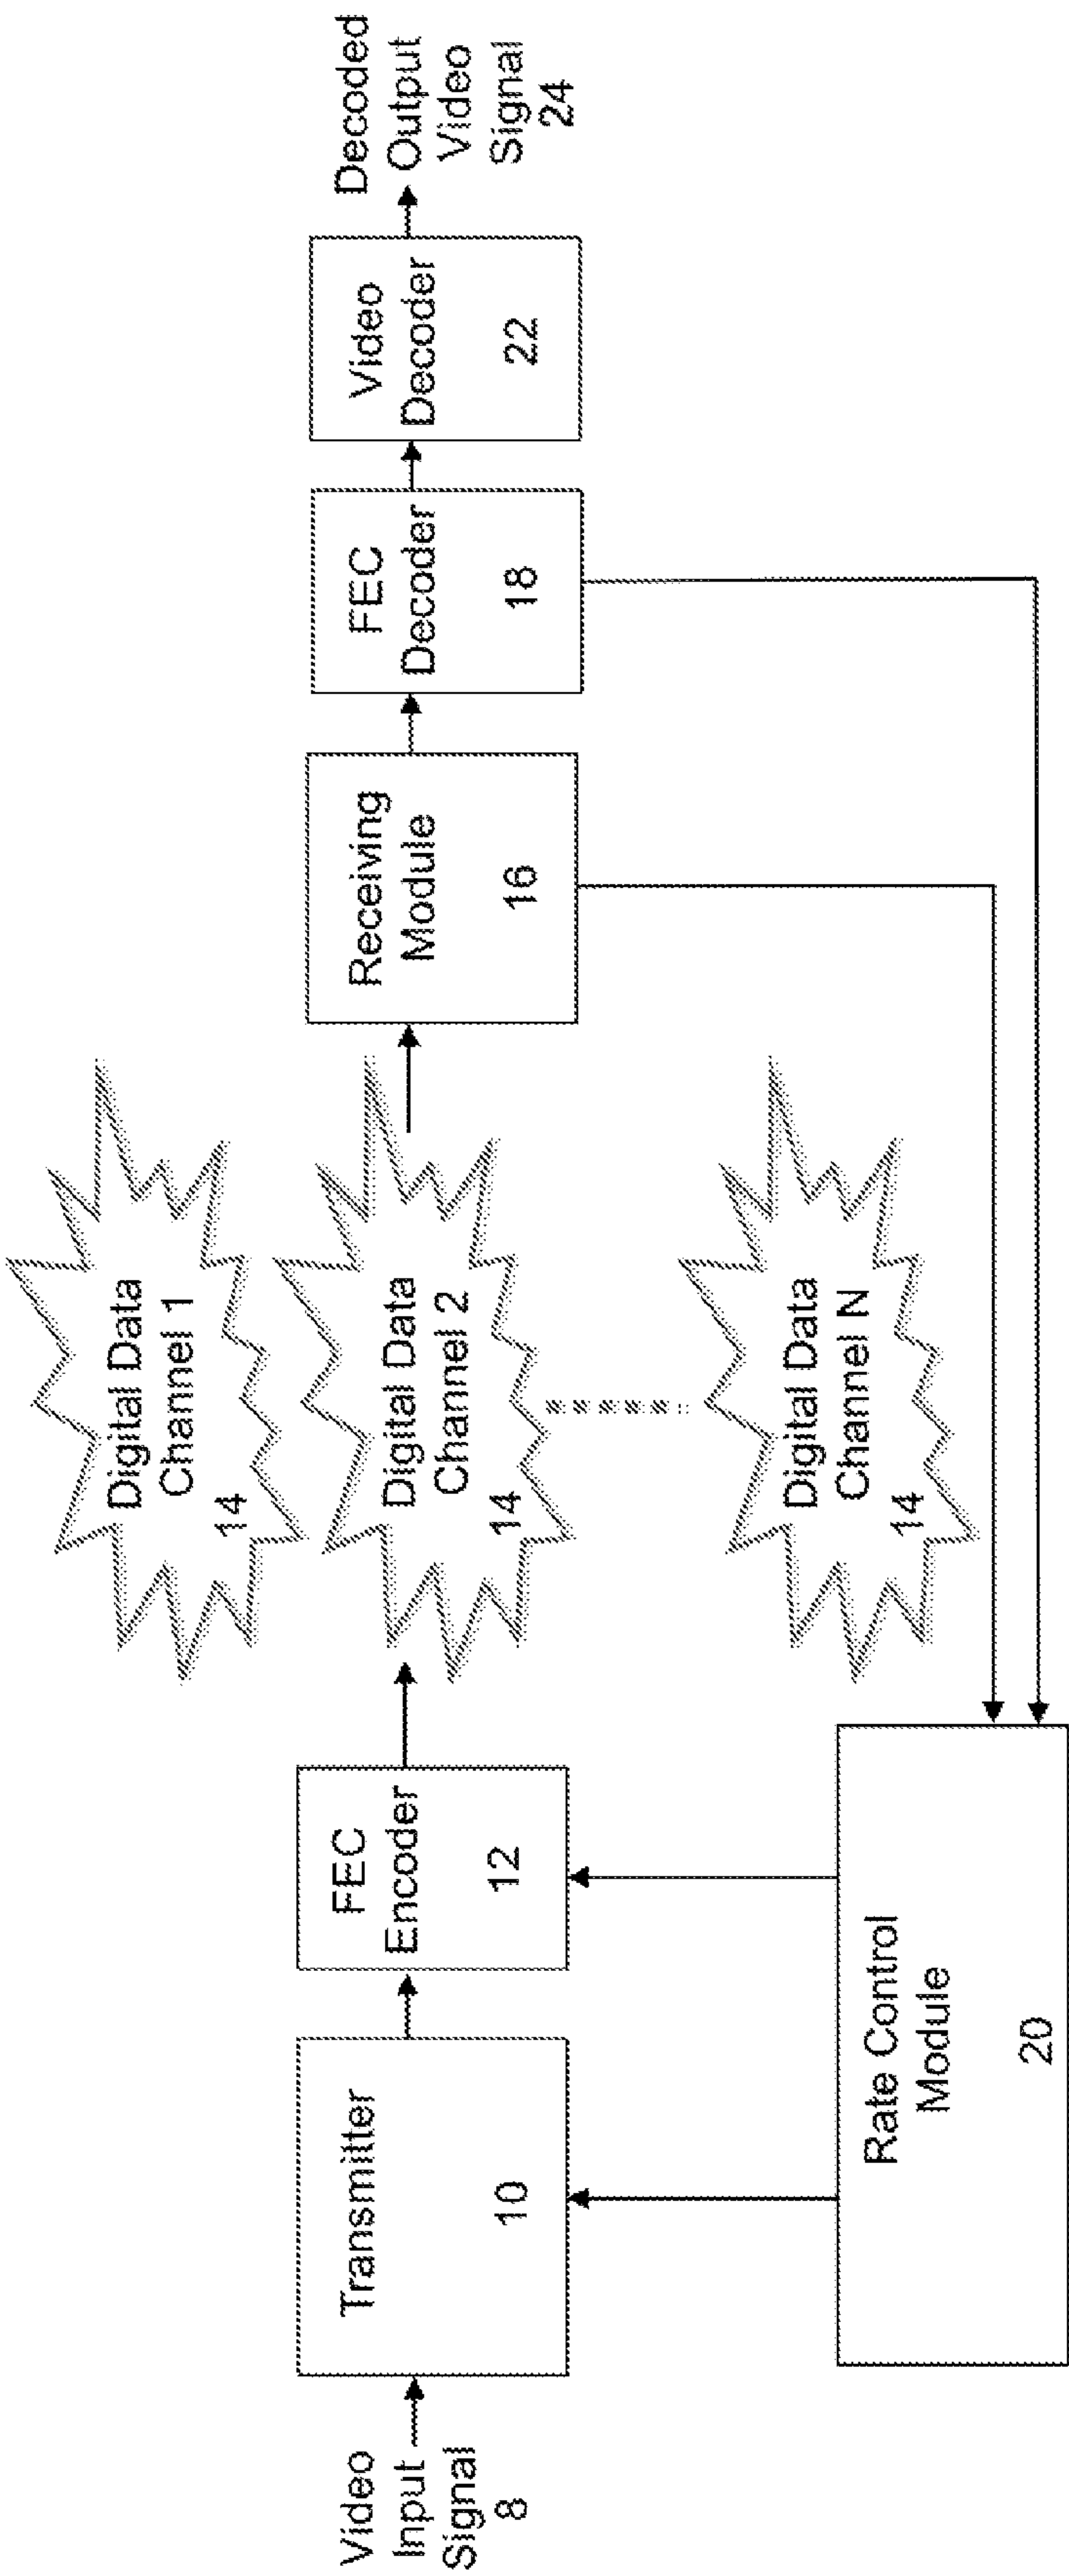 Video
Input
Signal
8
Transmitter
10
FEC
Encoder
12
Digital Data
Channel 1
14
Digital Data
Channel 2
14
Digital Data
Channel N
14
Receiving
Module
16
FEC
Decoder
18
Video
Decoder
22
Decoded
Output
Video
Signal
24
Rate Control
Module
20